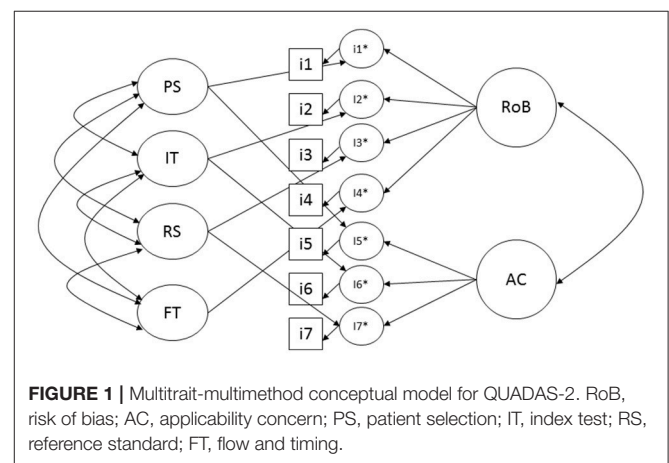 PS
IT
RS
FT
i1
i2
i3
i4
i5
i6
i7
i1*
I2*
I3*
I4*
I5*
I6*
I7*
RoB
AC
FIGURE 1 | Multitrait-multimethod conceptual model for QUADAS-2. RoB,
risk of bias; AC, applicability concern; PS, patient selection; IT, index test; RS,
reference standard; FT, flow and timing.